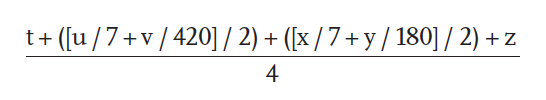 t + ([u / 7 + v / 420] / 2) + ([x / 7 + y / 180] / 2) + z
4